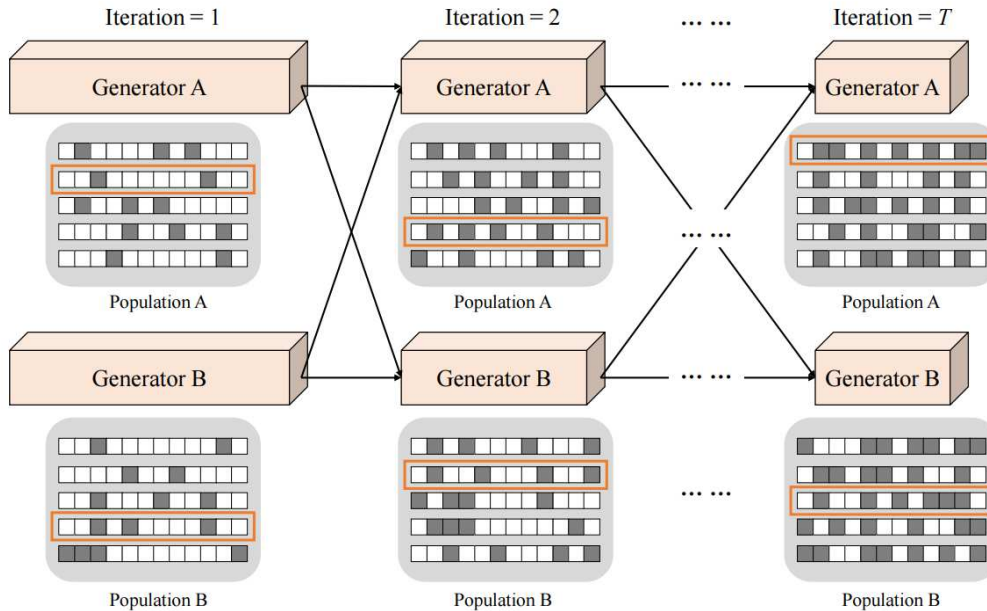 Iteration = 1
Iteration = 2
... ...
Iteration = T
Generator A
Generator A
... ...
Generator A
Population A
Population A
... ...
Population A
Generator B
Generator B
... ...
Generator B
... ...
Population B
Population B
Population B